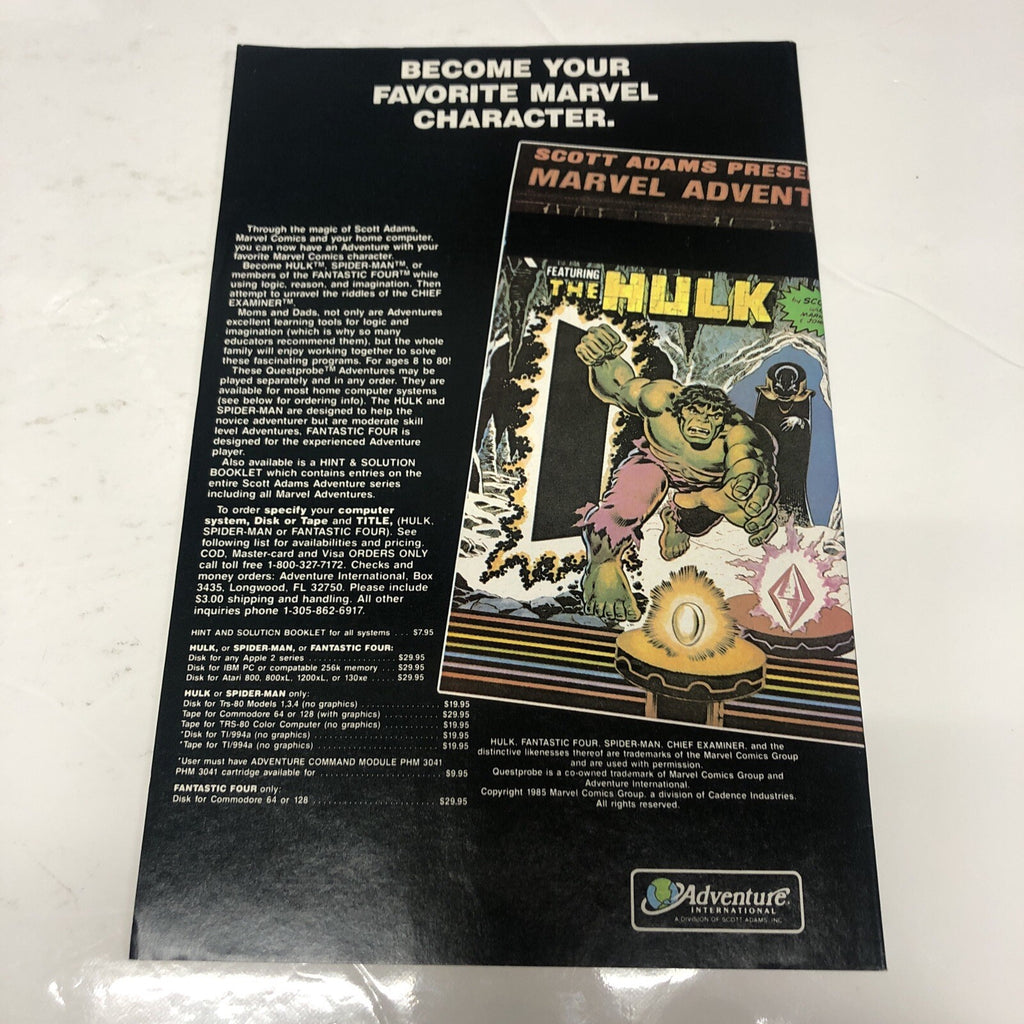 BECOME YOUR
FAVORITE MARVEL
CHARACTER.
SCOTT ADAMS PRESE
MARVEL ADVENT
FEATURING
THE HULK
by SCO
Through the magic of Scott Adams,
Marvel Comics and your home computer,
you can now have an Adventure with your
favorite Marvel Comics character.
Become HULK™, SPIDER-MAN™, or
members of the FANTASTIC FOUR™ while
using logic, reason, and imagination. Then
attempt to unravel the riddles of the CHIEF
EXAMINER™.
Moms and Dads, not only are Adventures
excellent learning tools for logic and
imagination (which is why so many
educators recommend them), but the whole
family will enjoy working together to solve
these fascinating programs. For ages 8 to 80!
These Questprobe™ Adventures may be
played separately and in any order. They are
available for most home computer systems
(see below for ordering info). The HULK and
SPIDER-MAN are designed to help the
novice adventurer but are moderate skill
level Adventures. FANTASTIC FOUR is
designed for the experienced Adventure
player.
Also available is a HINT & SOLUTION
BOOKLET which contains entries on the
entire Scott Adams Adventure series
including all Marvel Adventures.
To order specify your computer
system, Disk or Tape and TITLE, (HULK,
SPIDER-MAN or FANTASTIC FOUR). See
following list for availabilities and pricing.
COD, Master-card and Visa ORDERS ONLY
call toll free 1-800-327-7172. Checks and
money orders: Adventure International, Box
3435, Longwood, FL 32750. Please include
$3.00 shipping and handling. All other
inquiries phone 1-305-862-6917.
HINT AND SOLUTION BOOKLET for all systems . . . $7.95
HULK, or SPIDER-MAN, or FANTASTIC FOUR:
Disk for any Apple 2 series . . . . . . . . . . . . . . . . . $29.95
Disk for IBM PC or compatable 256k memory . . . $29.95
Disk for Atari 800, 800xL, 1200xL, or 130xe . . . . . $29.95
HULK or SPIDER-MAN only:
Disk for Trs-80 Models 1,3,4 (no graphics) . . . . . . . . . . . . . . . $19.95
Tape for Commodore 64 or 128 (with graphics) . . . . . . . . . . . $29.95
Tape for TRS-80 Color Computer (no graphics) . . . . . . . . . . . $19.95
*Disk for TI/994a (no graphics) . . . . . . . . . . . . . . . . . . . . . . . . $19.95
*Tape for TI/994a (no graphics) . . . . . . . . . . . . . . . . . . . . . . . . $19.95
*User must have ADVENTURE COMMAND MODULE PHM 3041
PHM 3041 cartridge available for . . . . . . . . . . . . . . . . . . . . . . . $9.95
FANTASTIC FOUR only:
Disk for Commodore 64 or 128 . . . . . . . . . . . . . . . . . . . . . . . . $29.95
HULK, FANTASTIC FOUR, SPIDER-MAN, CHIEF EXAMINER, and the
distinctive likenesses thereof are trademarks of the Marvel Comics Group
and are used with permission.
Questprobe is a co-owned trademark of Marvel Comics Group and
Adventure International.
Copyright 1985 Marvel Comics Group, a division of Cadence Industries.
All rights reserved.
Adventure
INTERNATIONAL
A DIVISION OF SCOTT ADAMS, INC.